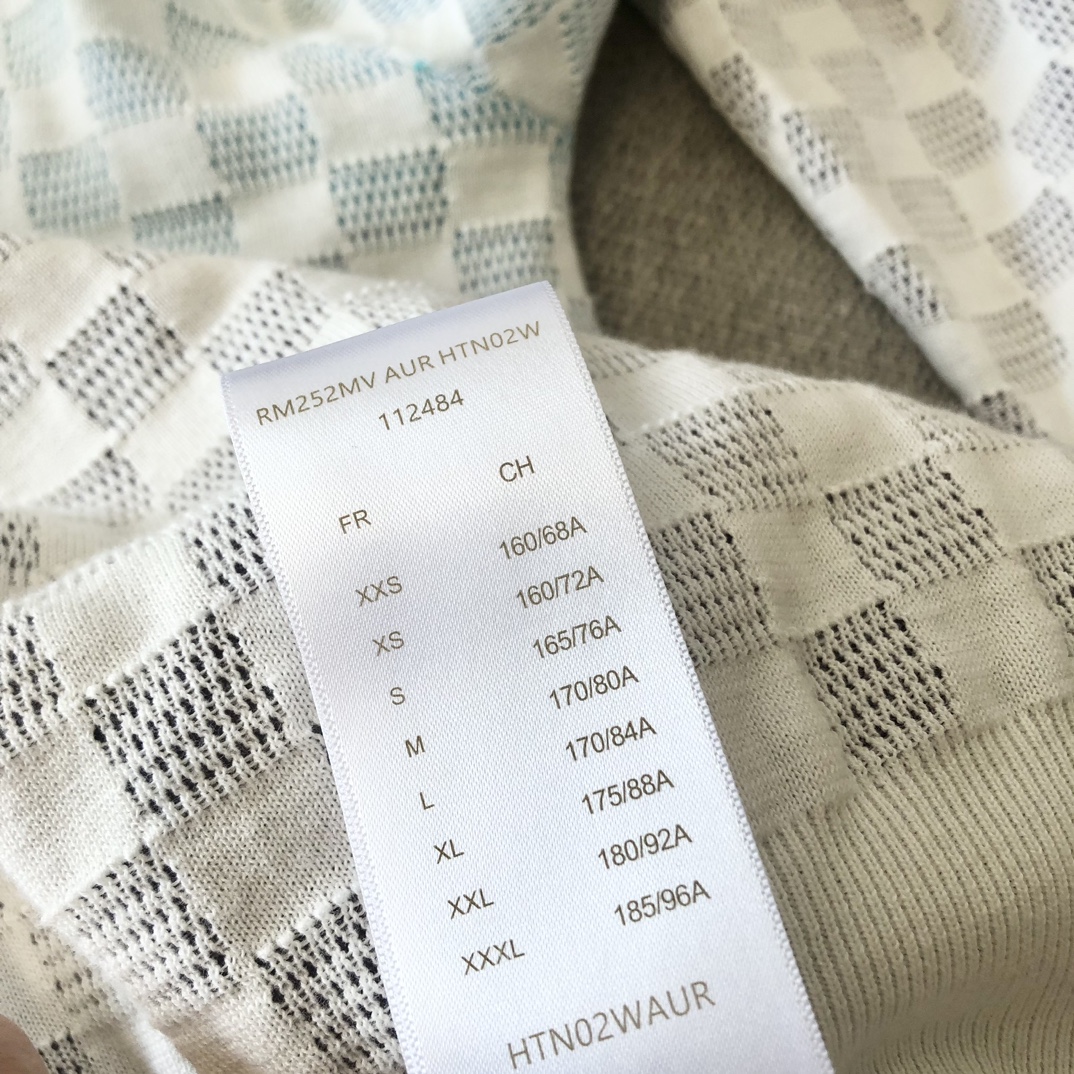 RM252MV AUR HTN02W
112484
FR CH
XXS 160/68A
XS 160/72A
S 165/76A
M 170/80A
L 170/84A
XL 175/88A
XXL 180/92A
XXXL 185/96A
HTN02WAUR